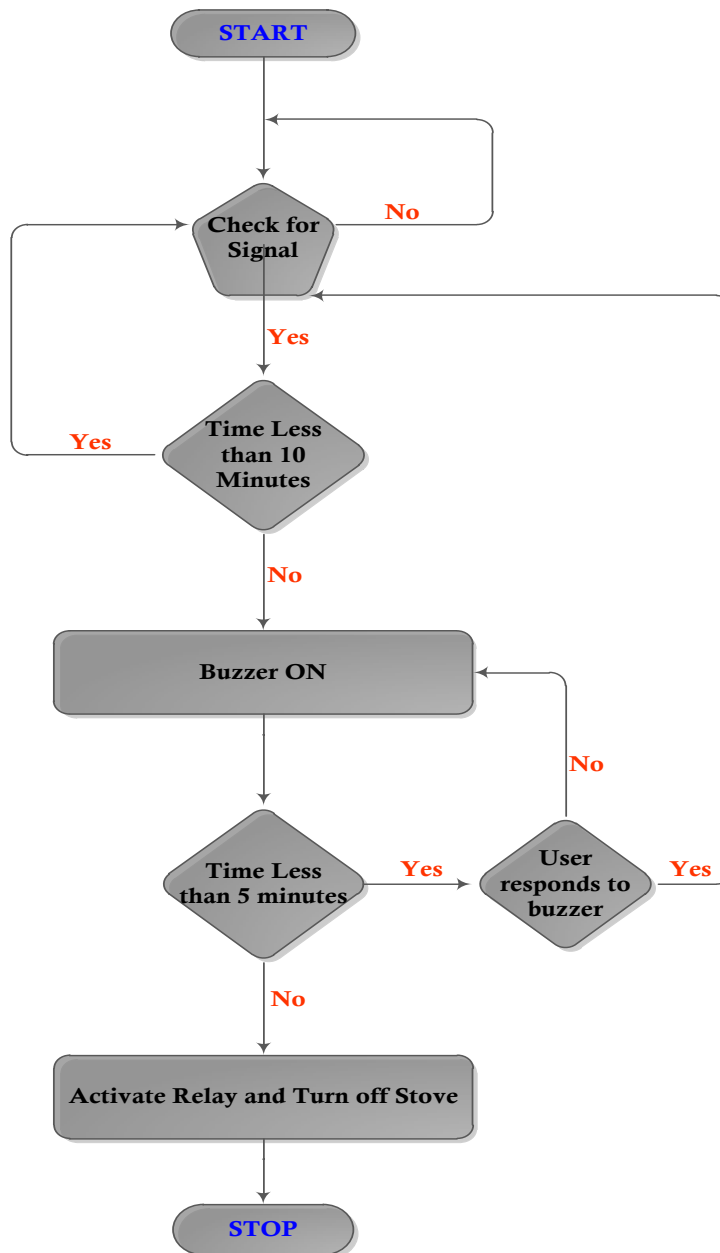 START
Check for
Signal
No
Yes
Time Less
than 10
Minutes
Yes
No
Buzzer ON
No
Time Less
than 5 minutes
Yes
User
responds to
buzzer
Yes
No
Activate Relay and Turn off Stove
STOP